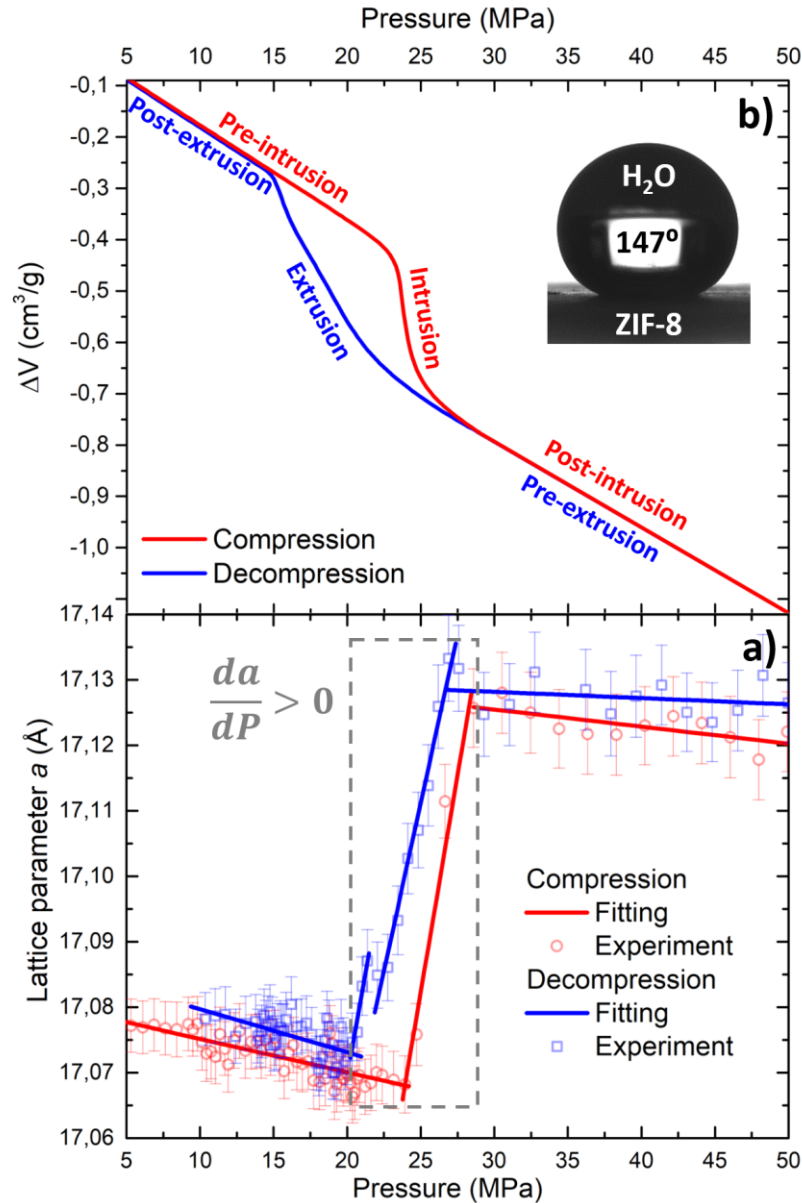 Pressure (MPa)
5 10 15 20 25 30 35 40 45 50
-0,1
-0,2
-0,3
-0,4
-0,5
-0,6
-0,7
-0,8
-0,9
-1,0
ΔV (cm³/g)
b)
Post-extrusion
Pre-intrusion
Extrusion
Intrusion
Post-intrusion
Pre-extrusion
H₂O
147º
ZIF-8
Compression
Decompression
17,14
17,13
17,12
17,11
17,10
17,09
17,08
17,07
17,06
Lattice parameter a (Å)
a)
da
dP
> 0
Compression
Fitting
Experiment
Decompression
Fitting
Experiment
5 10 15 20 25 30 35 40 45 50
Pressure (MPa)